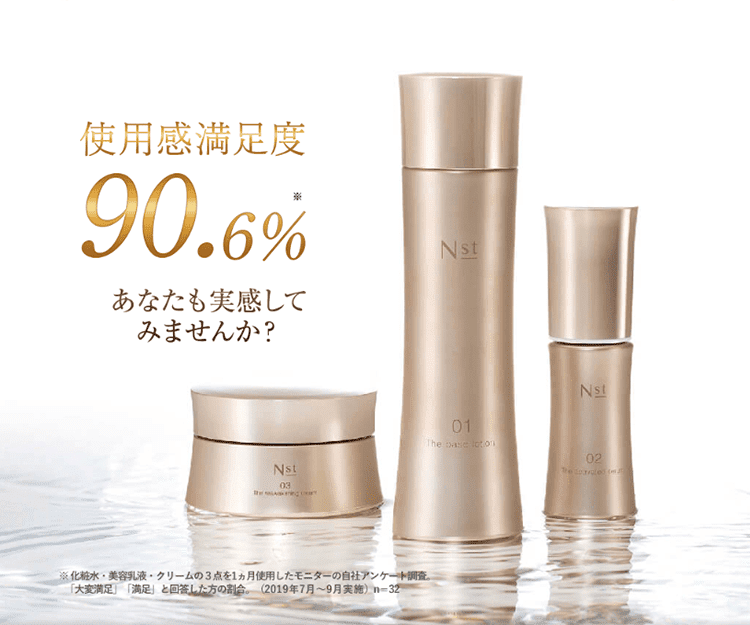 使用感満足度
90.6%※
あなたも実感して
みませんか？
Nst
01
The basic lotion
Nst
02
Nst
03
※化粧水・美容乳液・クリームの３点を1ヵ月使用したモニターの自社アンケート調査。
「大変満足」「満足」と回答した方の割合。（2019年7月～9月実施）n=32